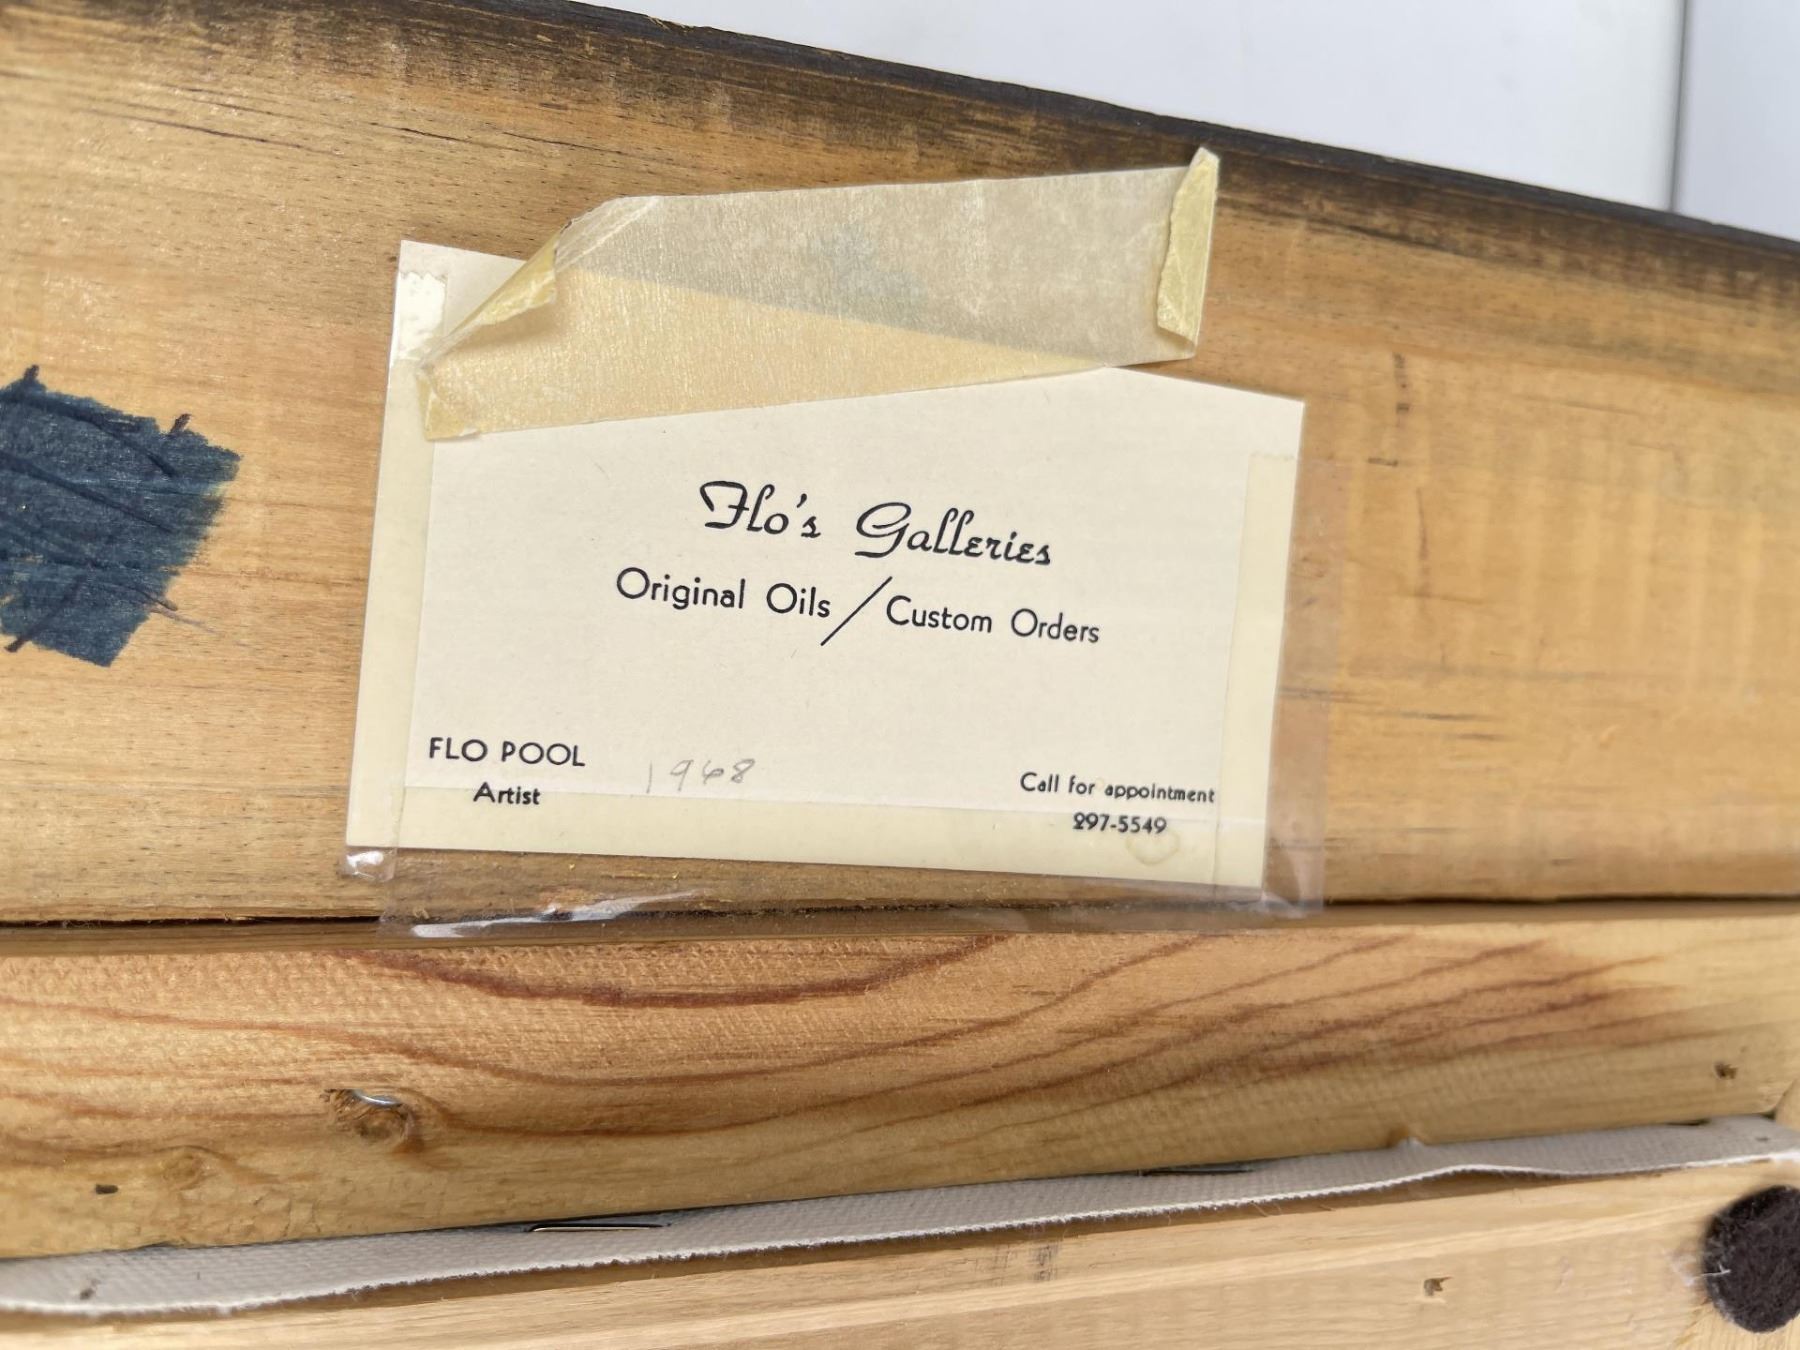 Flo's Galleries
Original Oils / Custom Orders
FLO POOL
Artist
1968
Call for appointment
297-5549